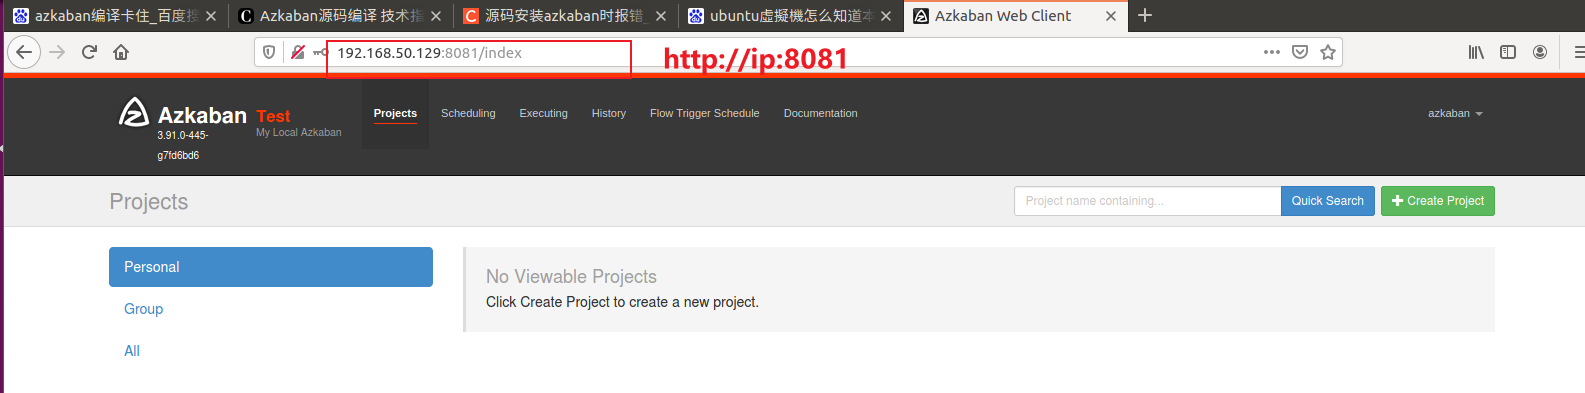 azkaban编译卡住_百度搜
Azkaban源码编译 技术指
源码安装azkaban时报错_
ubuntu虚擬機怎么知道本
Azkaban Web Client
192.168.50.129:8081/index
http://ip:8081
Azkaban
3.91.0-445-
g7fd6bd6
Test
My Local Azkaban
Projects
Scheduling
Executing
History
Flow Trigger Schedule
Documentation
azkaban
Projects
Project name containing...
Quick Search
Create Project
Personal
Group
All
No Viewable Projects
Click Create Project to create a new project.